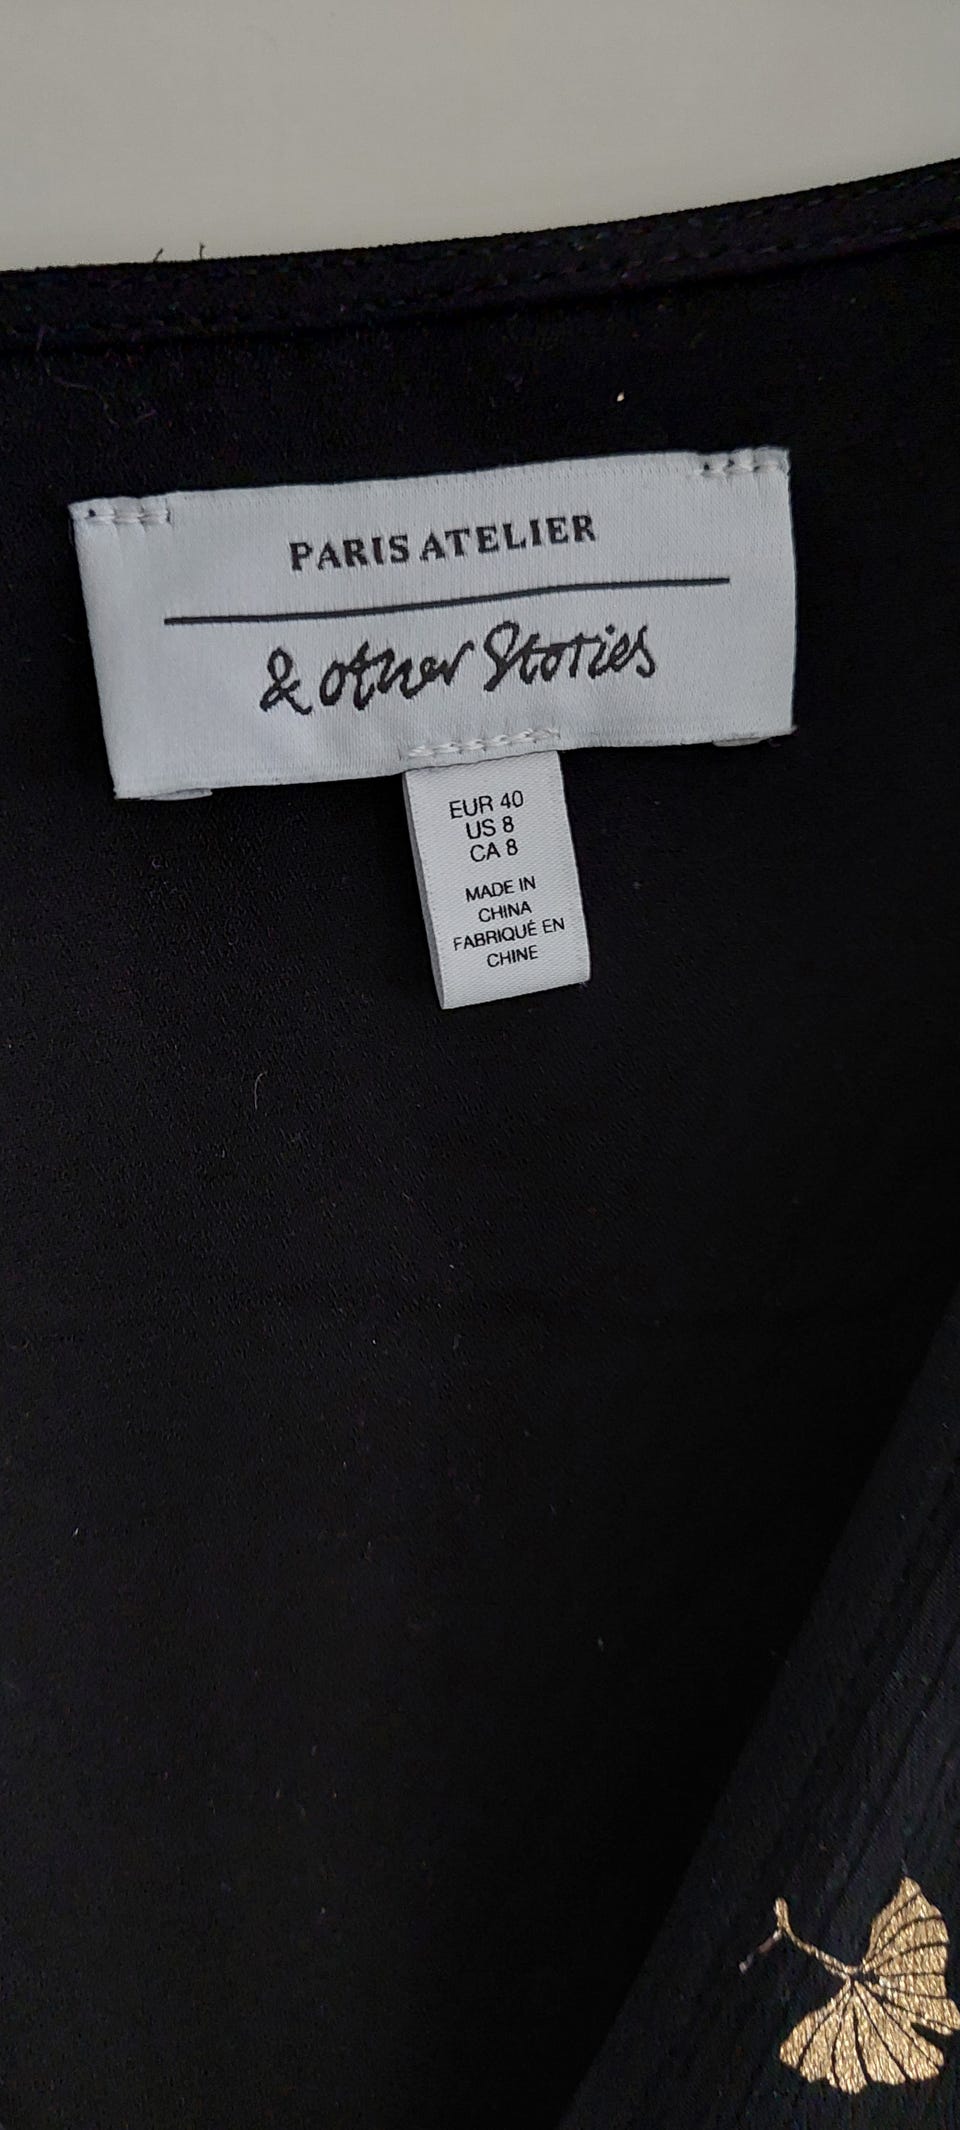 PARIS ATELIER
& other Stories
EUR 40
US 8
CA 8
MADE IN
CHINA
FABRIQUÉ EN
CHINE